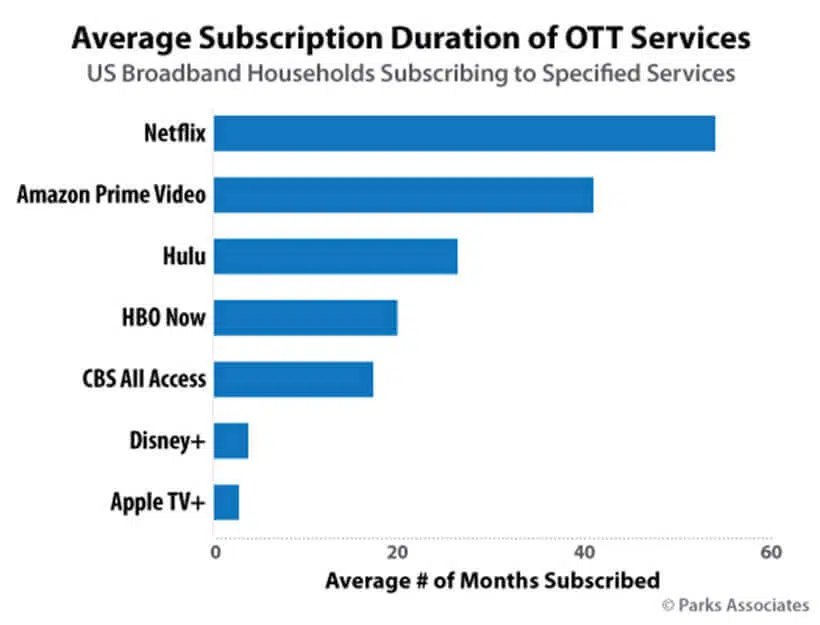 Average Subscription Duration of OTT Services
US Broadband Households Subscribing to Specified Services
Netflix
Amazon Prime Video
Hulu
HBO Now
CBS All Access
Disney+
Apple TV+
0 20 40 60
Average # of Months Subscribed
© Parks Associates